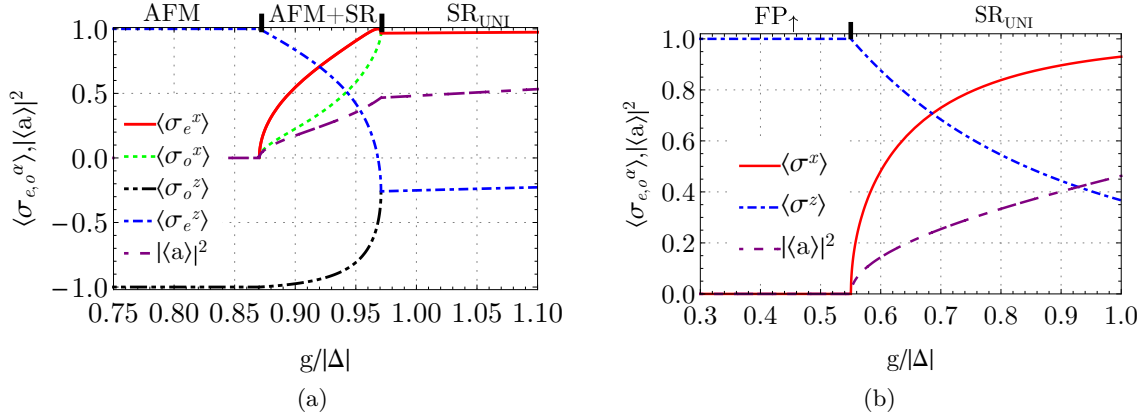 AFM AFM+SR SR_UNI
1.0
0.5
0.0
−0.5
−1.0
⟨σ_{e,o}^α⟩,|⟨a⟩|²
⟨σ_e^x⟩
⟨σ_o^x⟩
⟨σ_o^z⟩
⟨σ_e^z⟩
|⟨a⟩|²
0.75 0.80 0.85 0.90 0.95 1.00 1.05 1.10
g/|Δ|
(a)
FP_↑ SR_UNI
1.0
0.8
0.6
0.4
0.2
0.0
⟨σ_{e,o}^α⟩,|⟨a⟩|²
⟨σ^x⟩
⟨σ^z⟩
|⟨a⟩|²
0.3 0.4 0.5 0.6 0.7 0.8 0.9 1.0
g/|Δ|
(b)